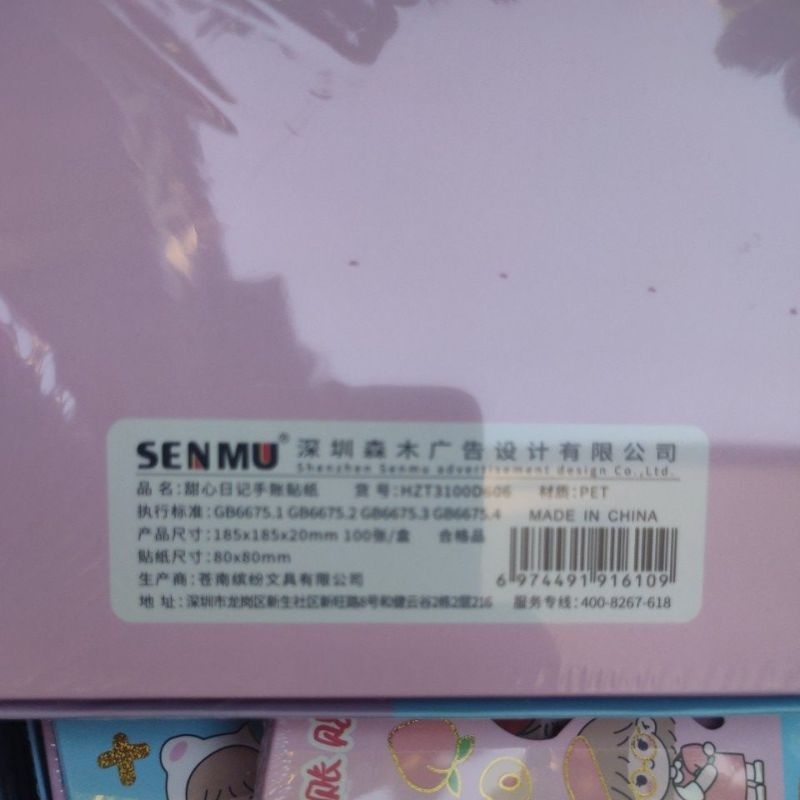 SENMU® 深圳森木广告设计有限公司
Shenzhen Senmu advertisement design Co.,Ltd.
品 名:甜心日记手账贴纸 货 号:HZT3100D606 材质:PET
执行标准:GB6675.1 GB6675.2 GB6675.3 GB6675.4 MADE IN CHINA
产品尺寸:185x185x20mm 100张/盒 合格品
贴纸尺寸:80x80mm
生产商:苍南缤纷文具有限公司
6 974491 916109
地 址:深圳市龙岗区新生社区新旺路8号和健云谷2栋2层216 服务专线:400-8267-618